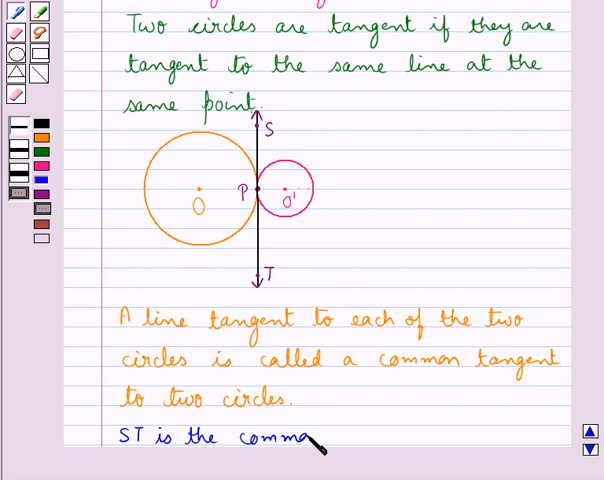 Two circles are tangent if they are
tangent to the same line at the
same point.
S
P
O
O'
T
A line tangent to each of the two
circles is called a common tangent
to two circles.
ST is the commo